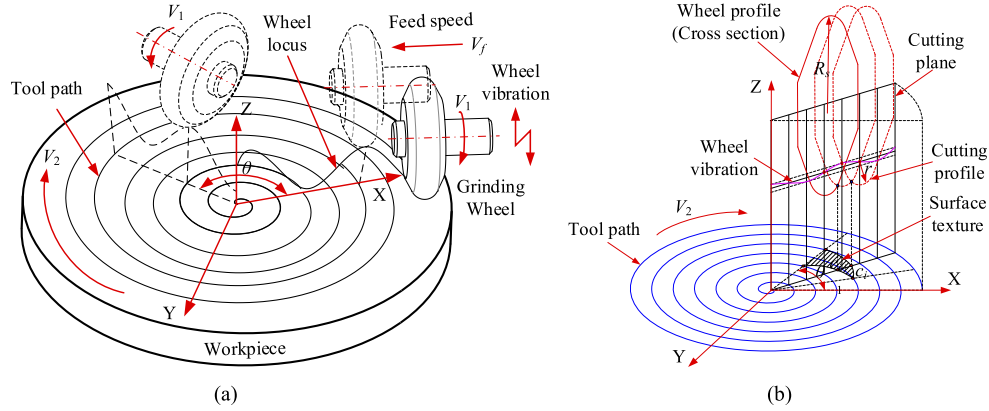 V1
Wheel
locus
Feed speed
Vf
Wheel
vibration
Tool path
Z
V1
V2
θ
X
Grinding
Wheel
Y
Workpiece
(a)
Wheel profile
(Cross section)
Rs
Cutting
plane
Z
Wheel
vibration
r
Cutting
profile
Surface
texture
V2
Tool path
θ
ci
X
Y
(b)